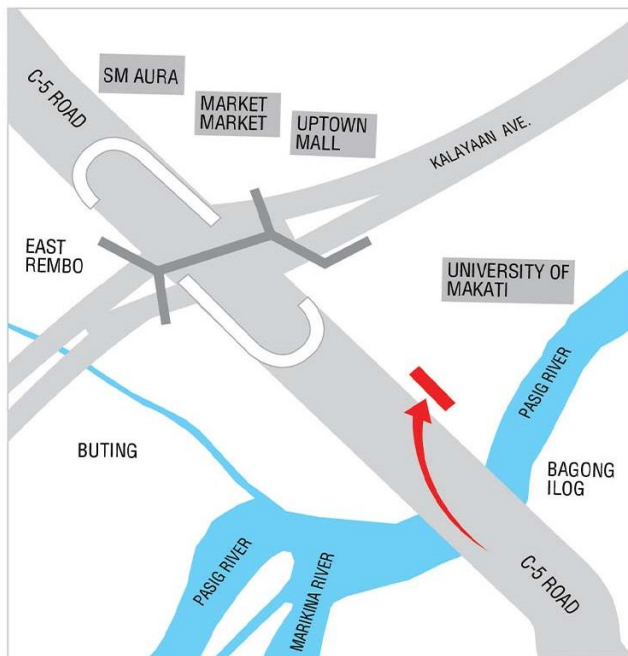 C-5 ROAD
SM AURA
MARKET
MARKET
UPTOWN
MALL
KALAYAAN AVE.
EAST
REMBO
UNIVERSITY OF
MAKATI
PASIG RIVER
BUTING
BAGONG
ILOG
PASIG RIVER
MARIKINA RIVER
C-5 ROAD